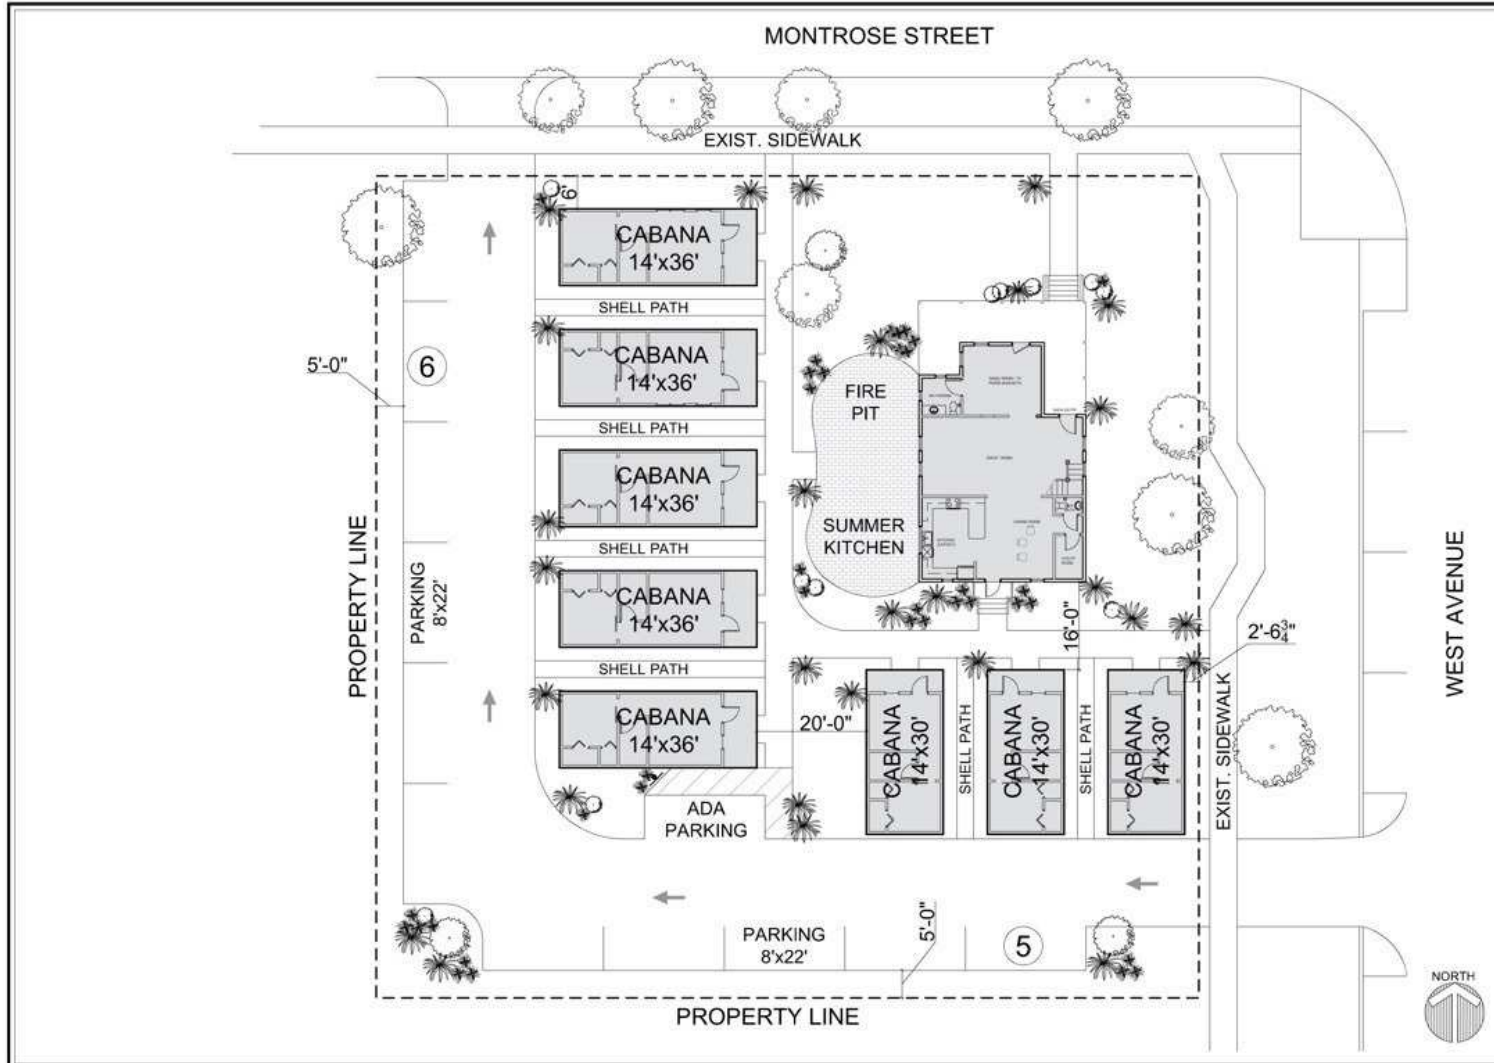 MONTROSE STREET
EXIST. SIDEWALK
6'
CABANA
14'x36'
SHELL PATH
CABANA
14'x36'
SHELL PATH
CABANA
14'x36'
SHELL PATH
CABANA
14'x36'
SHELL PATH
CABANA
14'x36'
5'-0"
6
PROPERTY LINE
PARKING
8'x22'
FIRE
PIT
SUMMER
KITCHEN
16'-0"
2'-6¾"
20'-0"
CABANA
14'x30'
SHELL PATH
CABANA
14'x30'
SHELL PATH
CABANA
14'x30'
EXIST. SIDEWALK
WEST AVENUE
ADA
PARKING
PARKING
8'x22'
5'-0"
5
PROPERTY LINE
NORTH